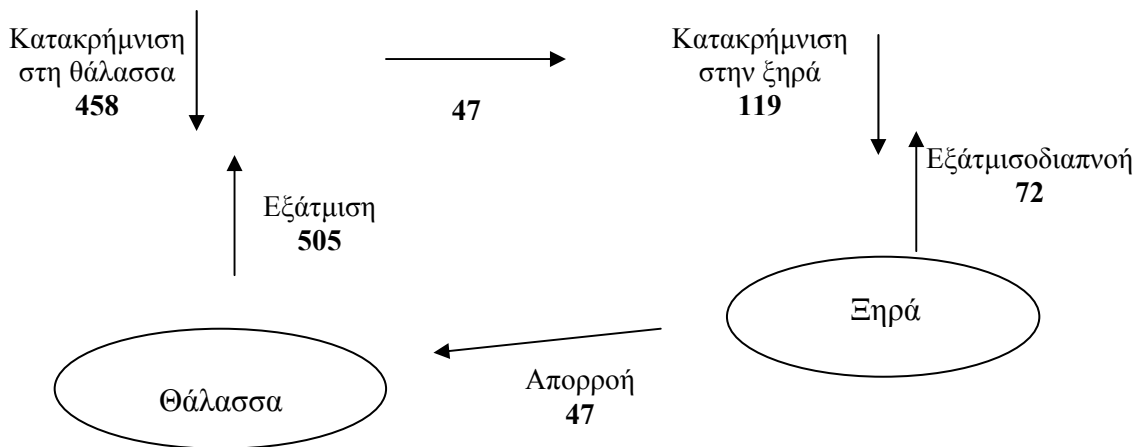 Κατακρήμνιση
στη θάλασσα
458
47
Κατακρήμνιση
στην ξηρά
119
Εξάτμισοδιαπνοή
72
Εξάτμιση
505
Ξηρά
Απορροή
47
Θάλασσα